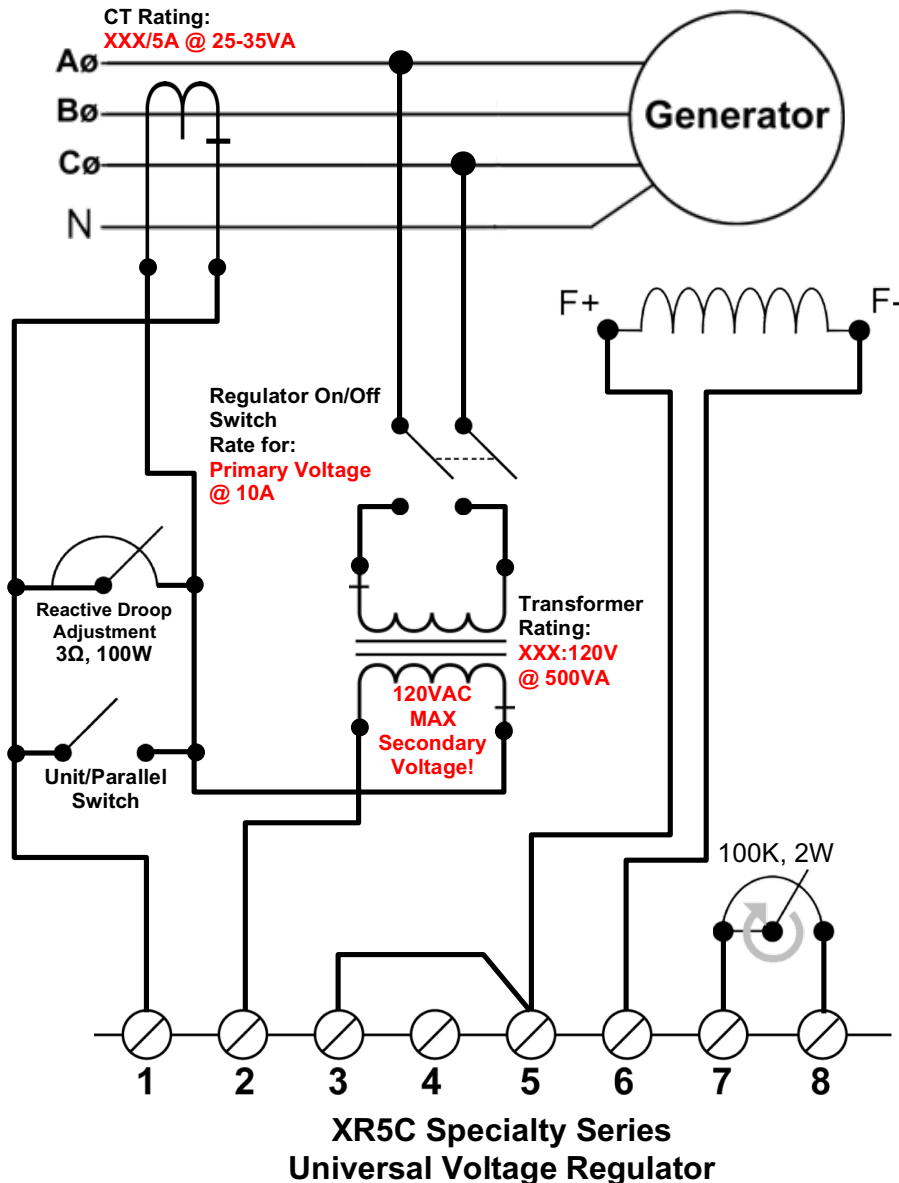 CT Rating:
XXX/5A @ 25-35VA
AØ
BØ
CØ
N
Generator
F+
F-
Regulator On/Off
Switch
Rate for:
Primary Voltage
@ 10A
Reactive Droop
Adjustment
3Ω, 100W
Transformer
Rating:
XXX:120V
@ 500VA
120VAC
MAX
Secondary
Voltage!
Unit/Parallel
Switch
100K, 2W
1 2 3 4 5 6 7 8
XR5C Specialty Series
Universal Voltage Regulator